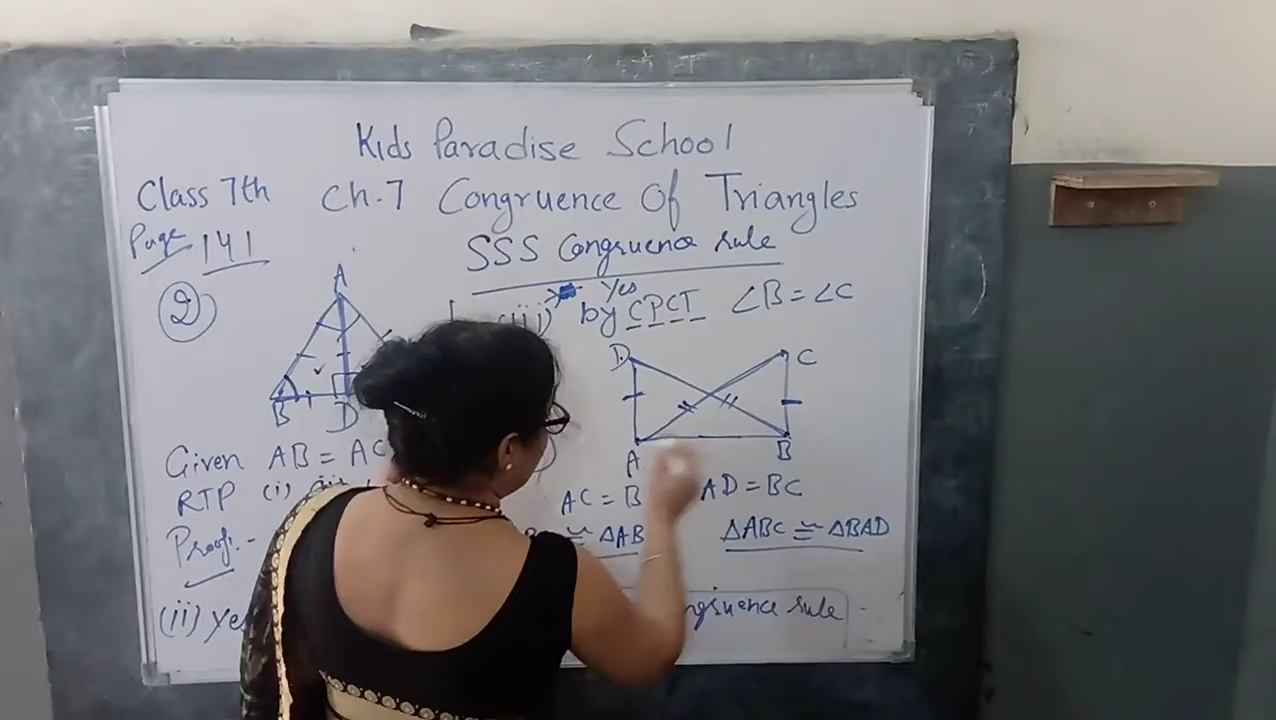 Kids Paradise School
Class 7th Ch.7 Congruence Of Triangles
Page 141
SSS Congruence rule
2
(iii) Yes
by CPCT ∠B = ∠C
A
B D
D C
A B
Given AB = AC
RTP (i)
Proof:-
(ii) ye
AC = B AD = BC
≅ ΔAB ΔABC ≅ ΔBAD
ngruence rule